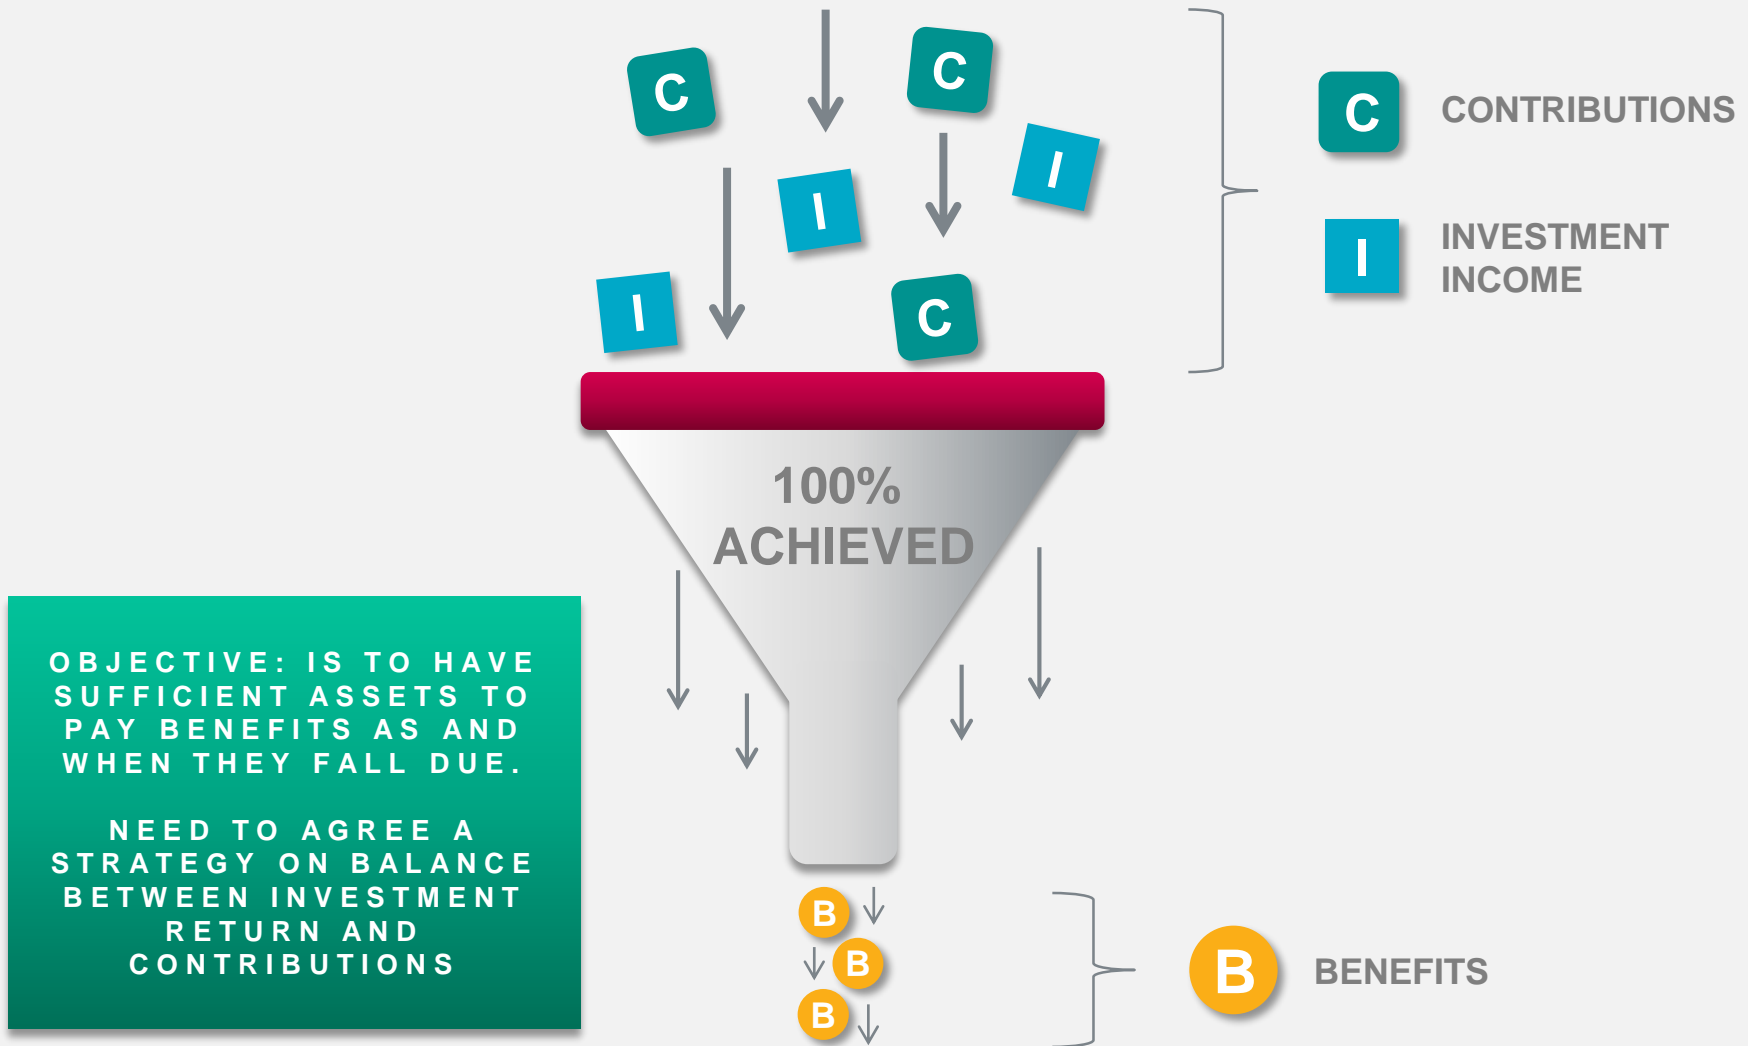 C
C
I
I
I
C
C CONTRIBUTIONS
I INVESTMENT
INCOME
100%
ACHIEVED
OBJECTIVE: IS TO HAVE
SUFFICIENT ASSETS TO
PAY BENEFITS AS AND
WHEN THEY FALL DUE.
NEED TO AGREE A
STRATEGY ON BALANCE
BETWEEN INVESTMENT
RETURN AND
CONTRIBUTIONS
B
B
B
B BENEFITS